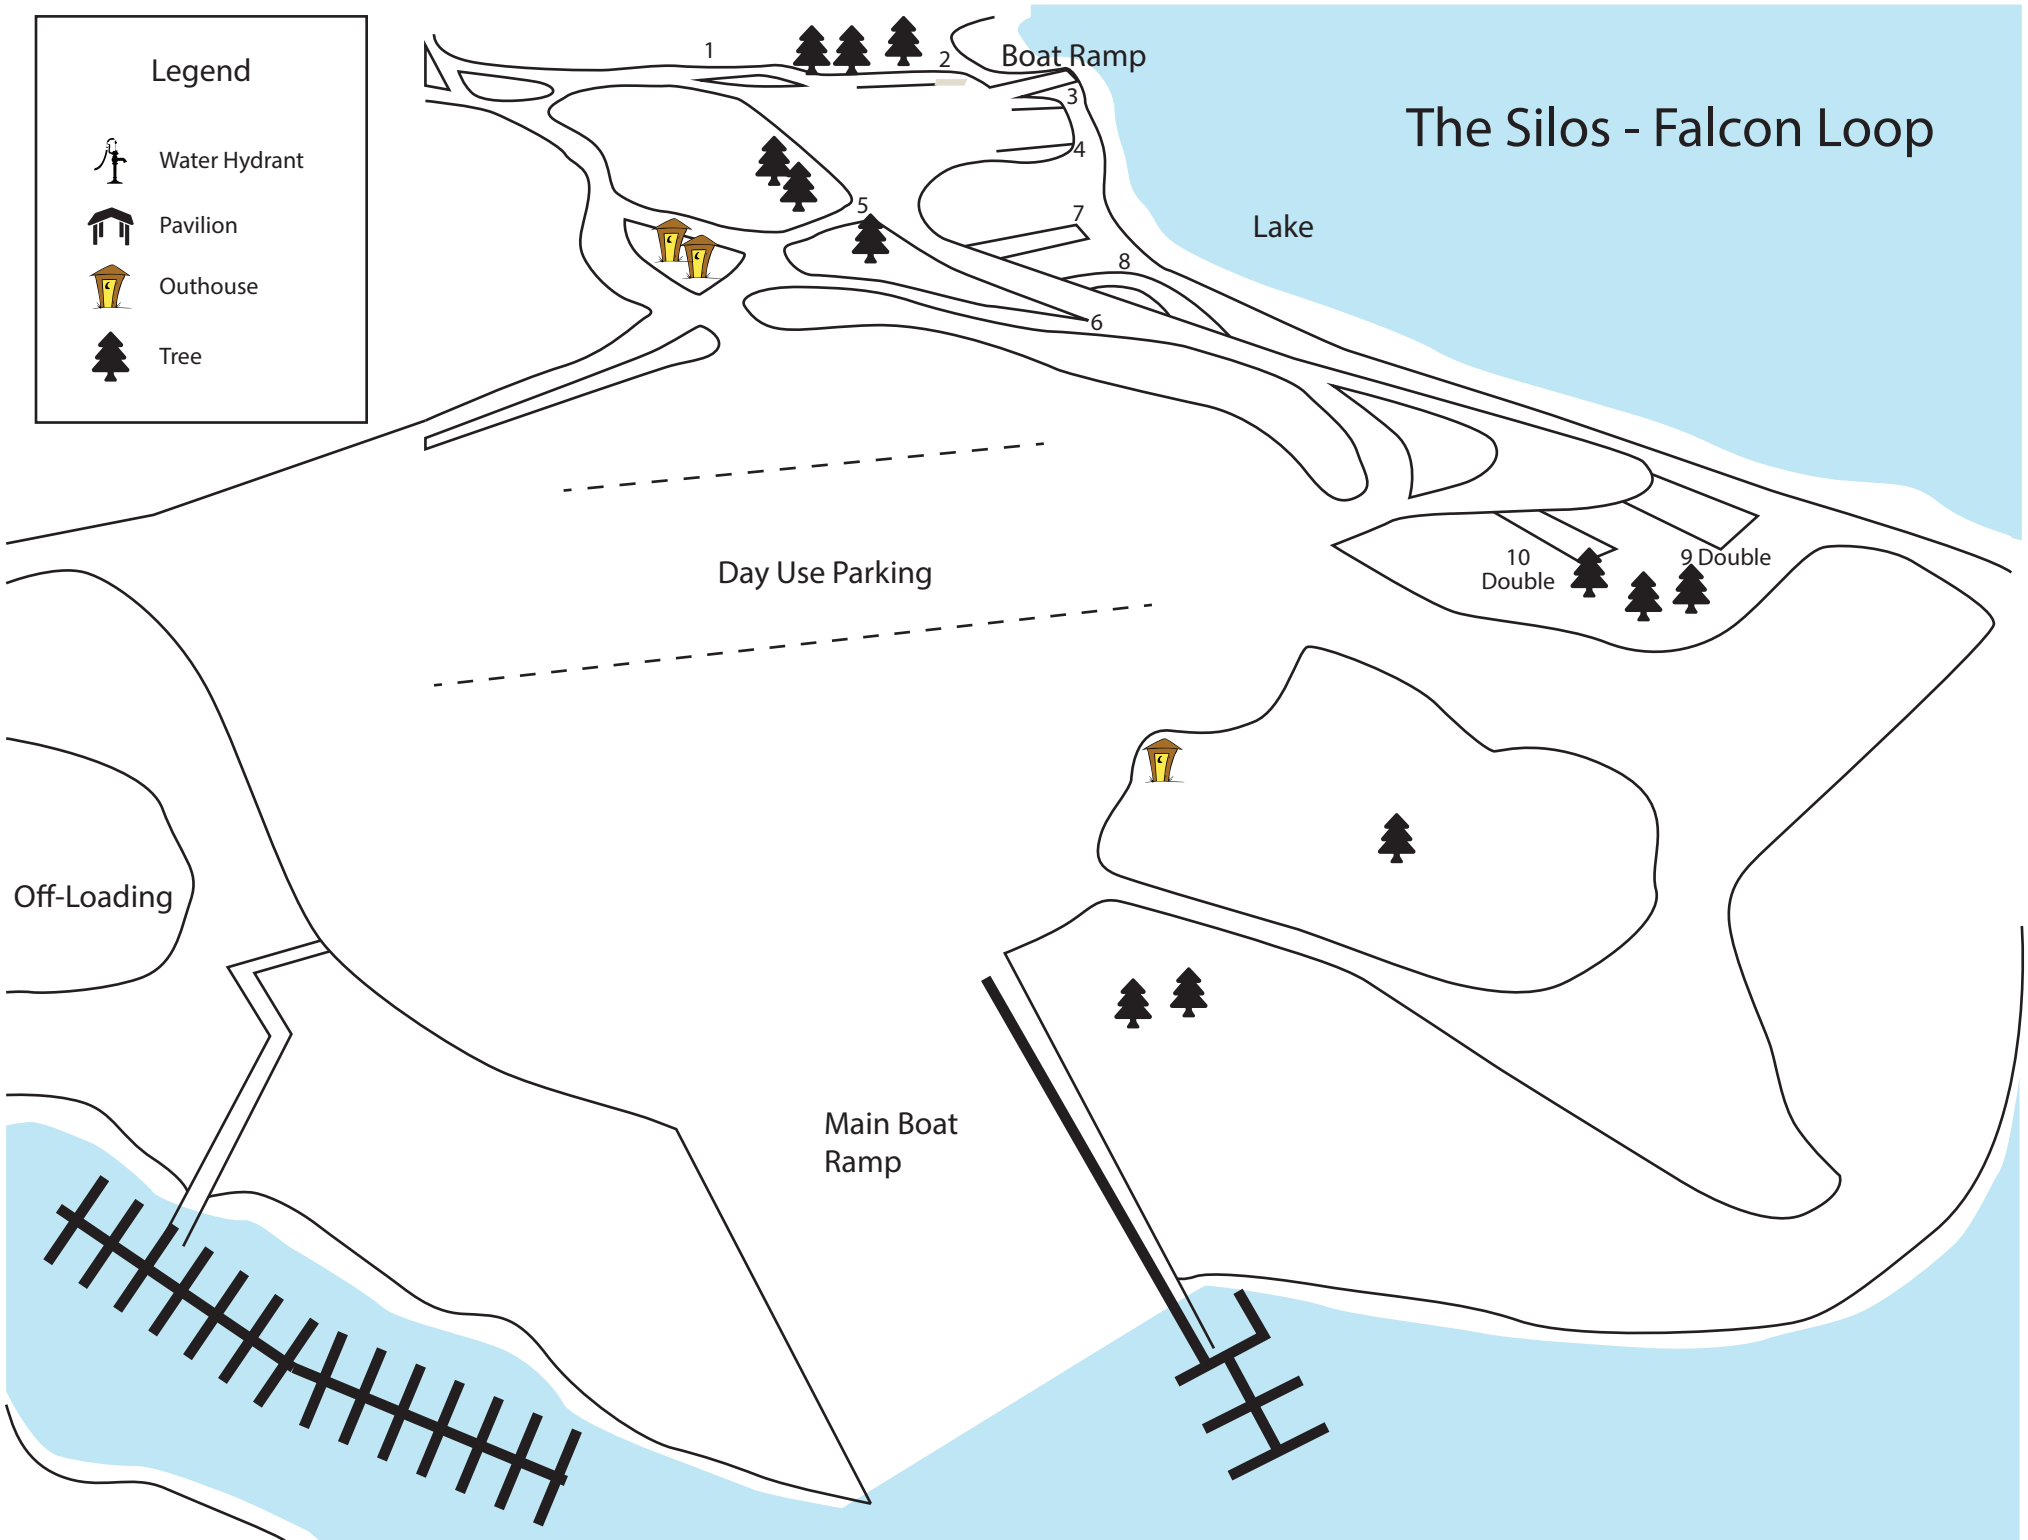 Legend
Water Hydrant
Pavilion
Outhouse
Tree
1
2
Boat Ramp
3
4
The Silos - Falcon Loop
5
7
Lake
8
6
10
Double
9 Double
Day Use Parking
Off-Loading
Main Boat
Ramp